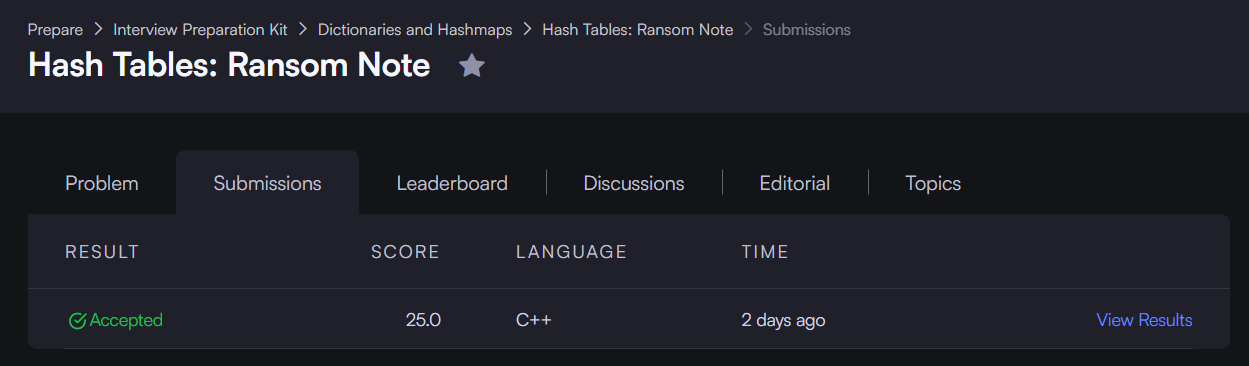 Prepare > Interview Preparation Kit > Dictionaries and Hashmaps > Hash Tables: Ransom Note > Submissions
Hash Tables: Ransom Note
Problem Submissions Leaderboard Discussions Editorial Topics
RESULT SCORE LANGUAGE TIME
Accepted 25.0 C++ 2 days ago View Results